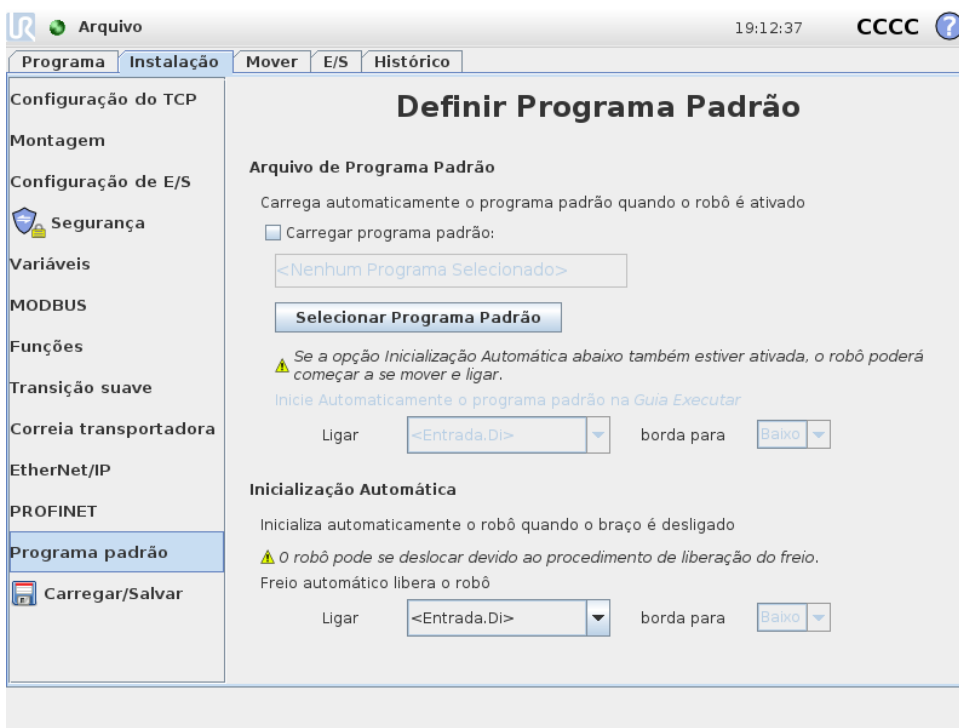 UR Arquivo 19:12:37 CCCC ?
Programa Instalação Mover E/S Histórico
Configuração do TCP
Montagem
Configuração de E/S
Segurança
Variáveis
MODBUS
Funções
Transição suave
Correia transportadora
EtherNet/IP
PROFINET
Programa padrão
Carregar/Salvar
Definir Programa Padrão
Arquivo de Programa Padrão
Carrega automaticamente o programa padrão quando o robô é ativado
Carregar programa padrão:
<Nenhum Programa Selecionado>
Selecionar Programa Padrão
Se a opção Inicialização Automática abaixo também estiver ativada, o robô poderá
começar a se mover e ligar.
Inicie Automaticamente o programa padrão na Guia Executar
Ligar <Entrada.Di> borda para Baixo
Inicialização Automática
Inicializa automaticamente o robô quando o braço é desligado
O robô pode se deslocar devido ao procedimento de liberação do freio.
Freio automático libera o robô
Ligar <Entrada.Di> borda para Baixo